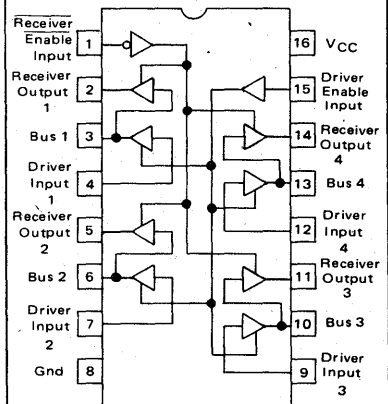 Receiver
Enable
Input
1
Receiver
Output
1
2
Bus 1
3
Driver
Input
1
4
Receiver
Output
2
5
Bus 2
6
Driver
Input
2
7
Gnd
8
16
VCC
15
Driver
Enable
Input
14
Receiver
Output
4
13
Bus 4
12
Driver
Input
4
11
Receiver
Output
3
10
Bus 3
9
Driver
Input
3